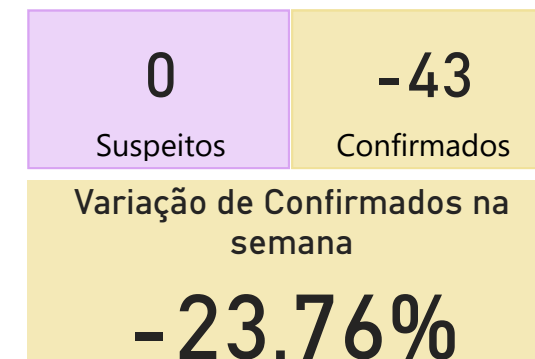 0 -43
Suspeitos Confirmados
Variação de Confirmados na
semana
-23,76%